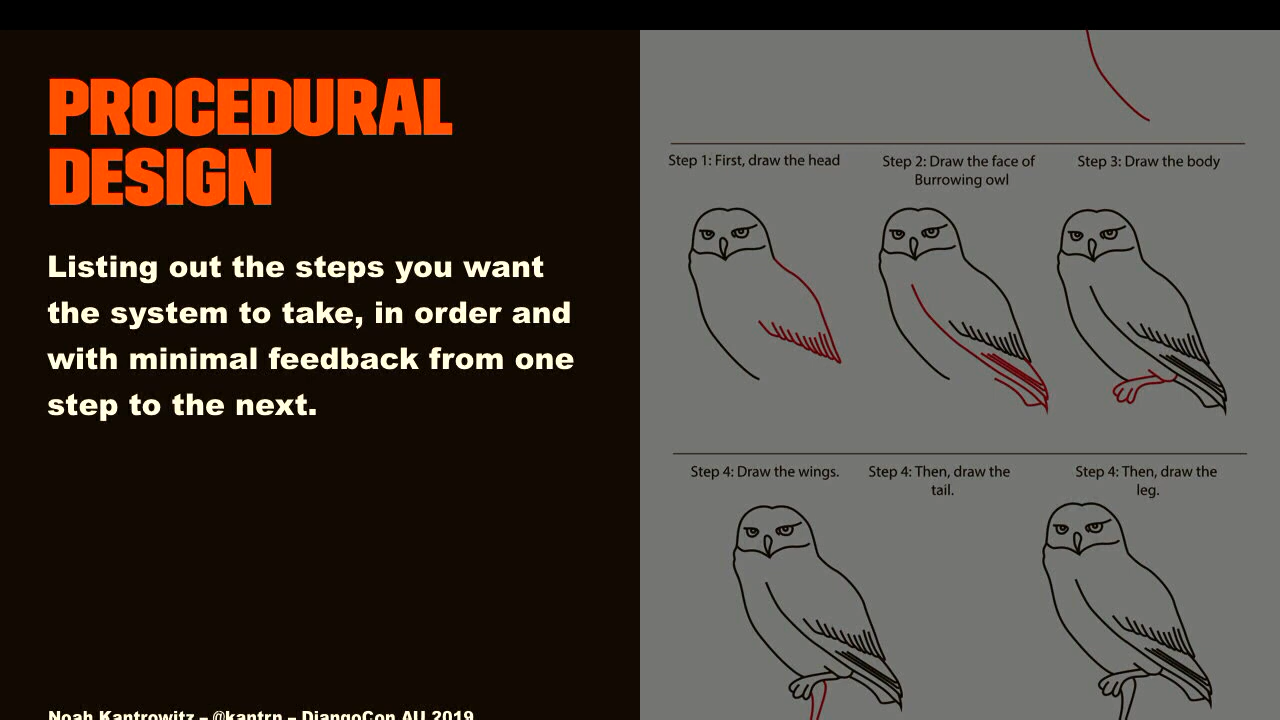 PROCEDURAL
DESIGN
Listing out the steps you want
the system to take, in order and
with minimal feedback from one
step to the next.
Noah Kantrowitz – @kantrn – DjangoCon AU 2019
Step 1: First, draw the head
Step 2: Draw the face of
Burrowing owl
Step 3: Draw the body
Step 4: Draw the wings.
Step 4: Then, draw the
tail.
Step 4: Then, draw the
leg.